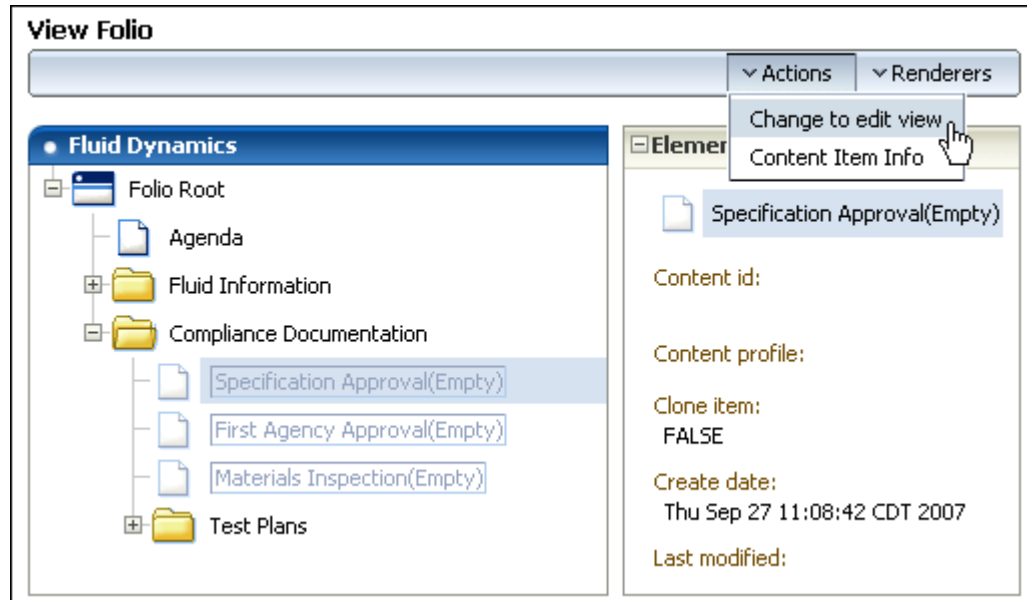 View Folio
Actions
Renderers
Change to edit view
Content Item Info
Fluid Dynamics
Folio Root
Agenda
Fluid Information
Compliance Documentation
Specification Approval(Empty)
First Agency Approval(Empty)
Materials Inspection(Empty)
Test Plans
Specification Approval(Empty)
Content id:
Content profile:
Clone item:
FALSE
Create date:
Thu Sep 27 11:08:42 CDT 2007
Last modified: